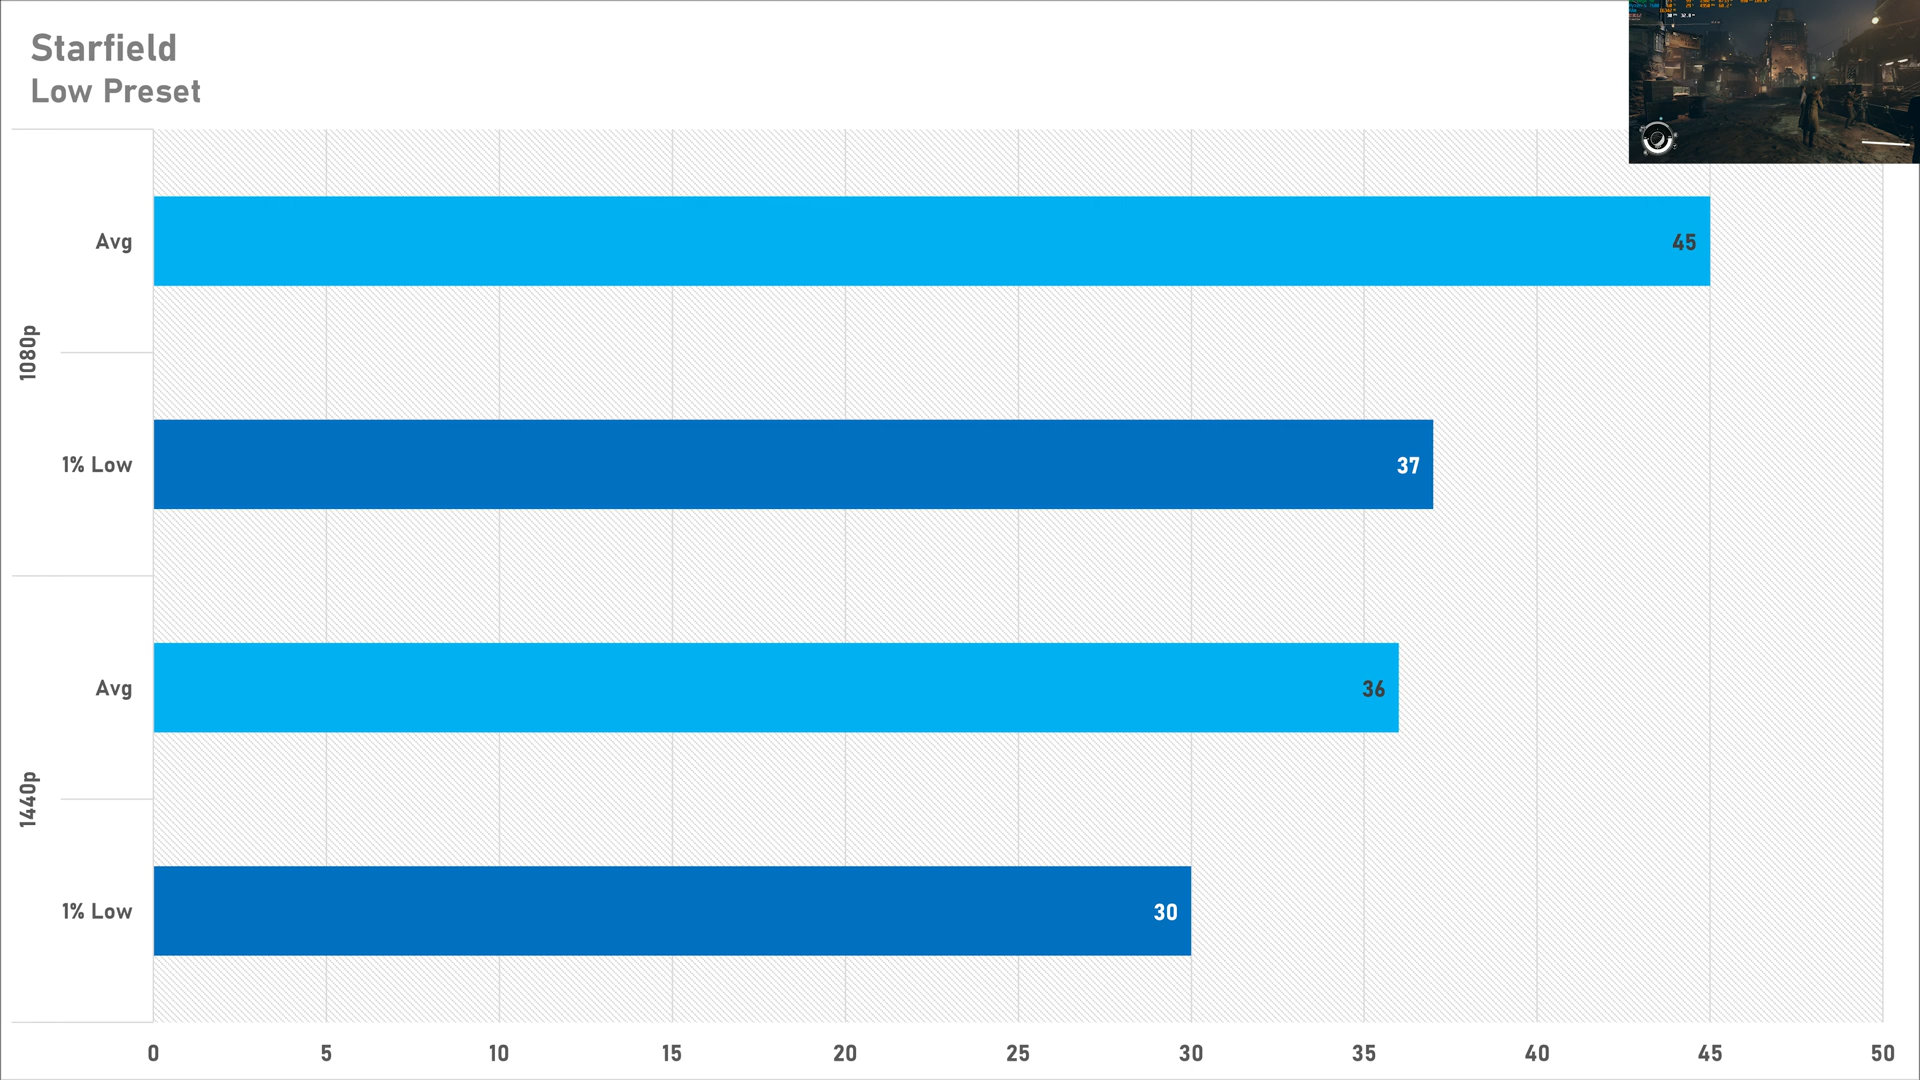 Starfield
Low Preset
1080p
Avg
45
1% Low
37
1440p
Avg
36
1% Low
30
0 5 10 15 20 25 30 35 40 45 50